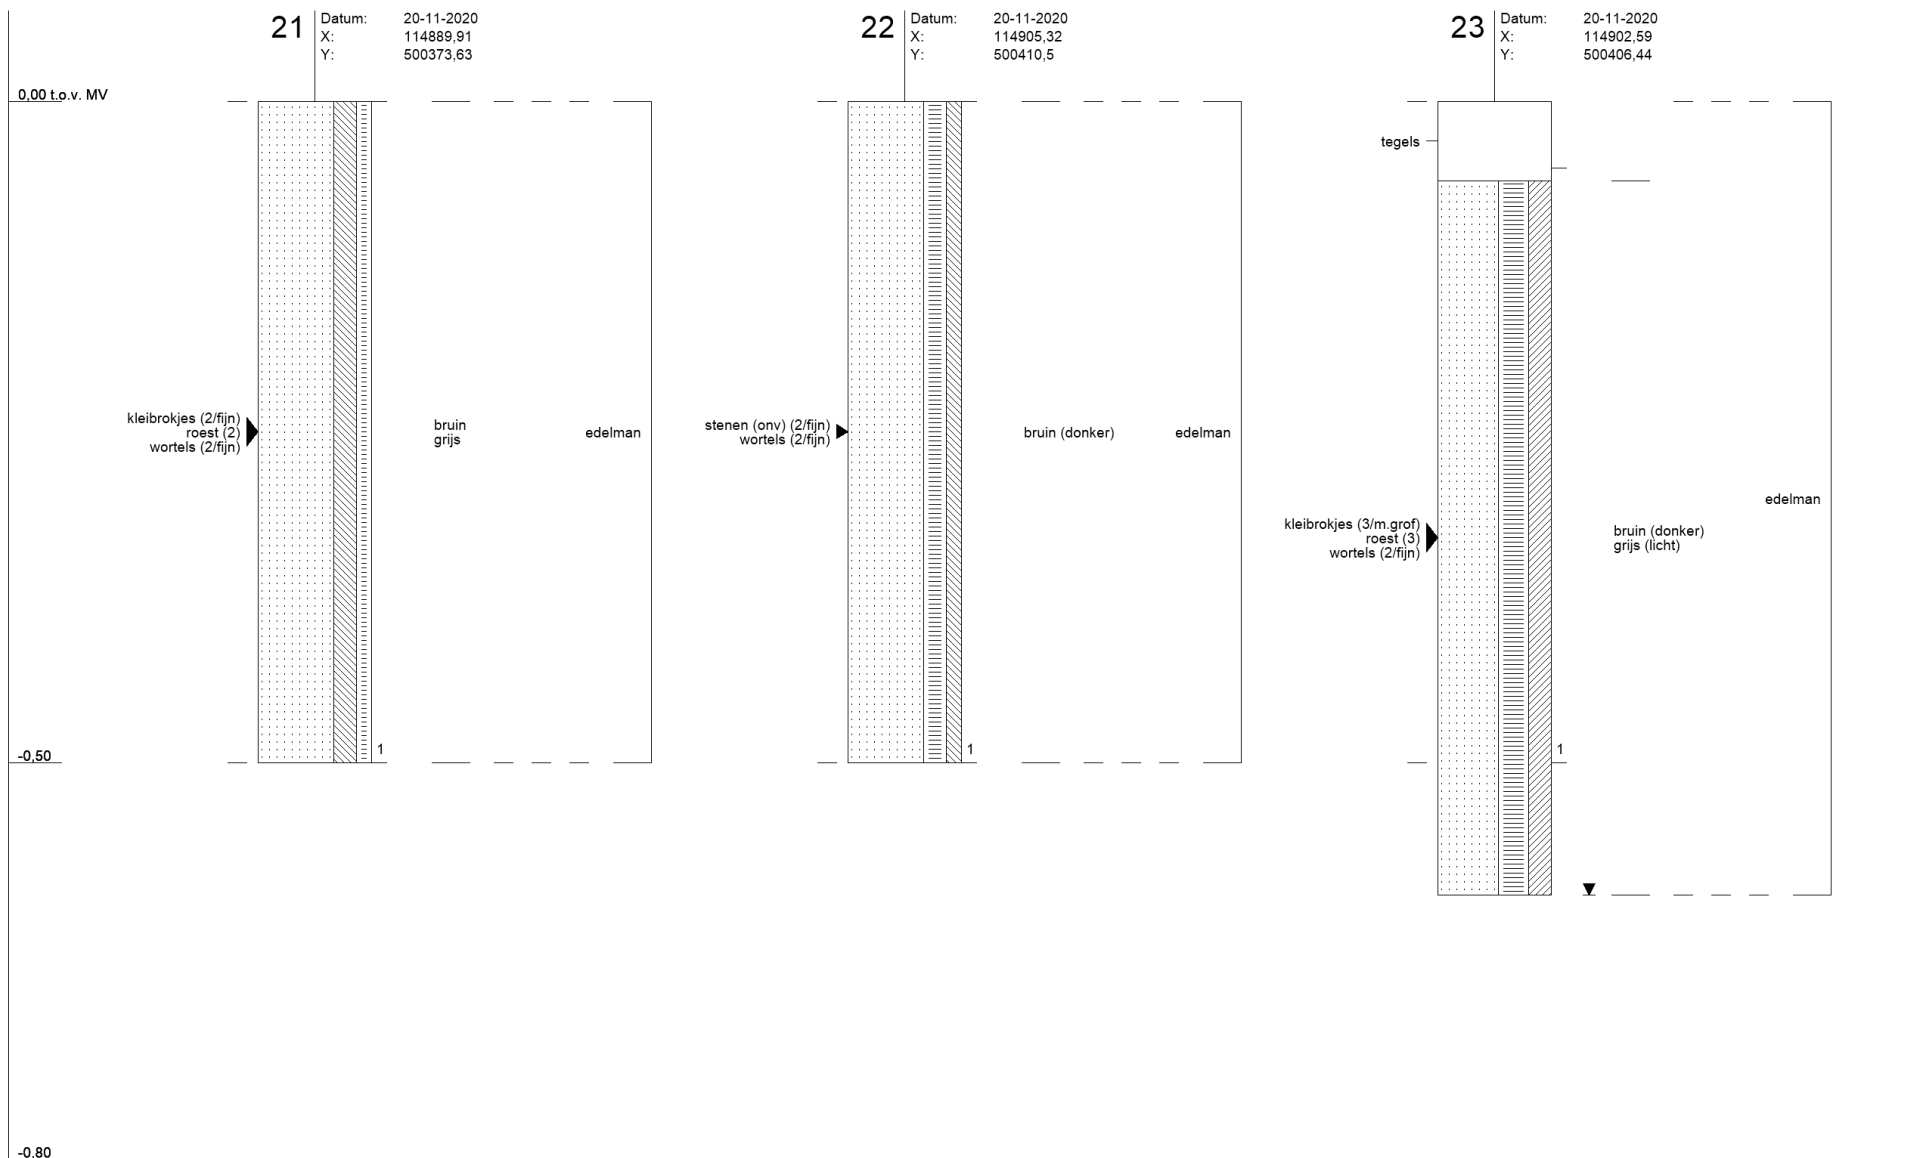 21
Datum: 20-11-2020
X: 114889,91
Y: 500373,63
22
Datum: 20-11-2020
X: 114905,32
Y: 500410,5
23
Datum: 20-11-2020
X: 114902,59
Y: 500406,44
0,00 t.o.v. MV
kleibrokjes (2/fijn)
roest (2)
wortels (2/fijn)
bruin
grijs
edelman
1
stenen (onv) (2/fijn)
wortels (2/fijn)
bruin (donker)
edelman
1
tegels
kleibrokjes (3/m.grof)
roest (3)
wortels (2/fijn)
edelman
bruin (donker)
grijs (licht)
1
-0,50
-0,80